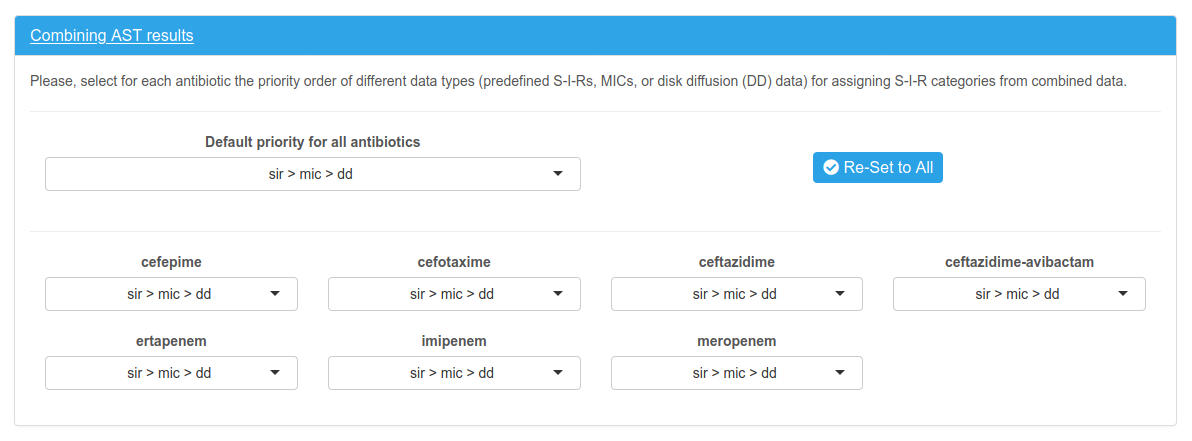 Combining AST results
Please, select for each antibiotic the priority order of different data types (predefined S-I-Rs, MICs, or disk diffusion (DD) data) for assigning S-I-R categories from combined data.
Default priority for all antibiotics
sir > mic > dd
Re-Set to All
cefepime cefotaxime ceftazidime ceftazidime-avibactam
sir > mic > dd sir > mic > dd sir > mic > dd sir > mic > dd
ertapenem imipenem meropenem
sir > mic > dd sir > mic > dd sir > mic > dd